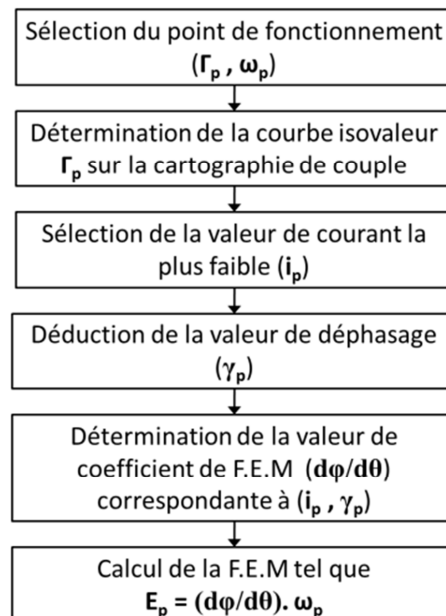 Sélection du point de fonctionnement
(Γp , ωp)
Détermination de la courbe isovaleur
Γp sur la cartographie de couple
Sélection de la valeur de courant la
plus faible (ip)
Déduction de la valeur de déphasage
(γp)
Détermination de la valeur de
coefficient de F.E.M (dφ/dθ)
correspondante à (ip , γp)
Calcul de la F.E.M tel que
Ep = (dφ/dθ). ωp